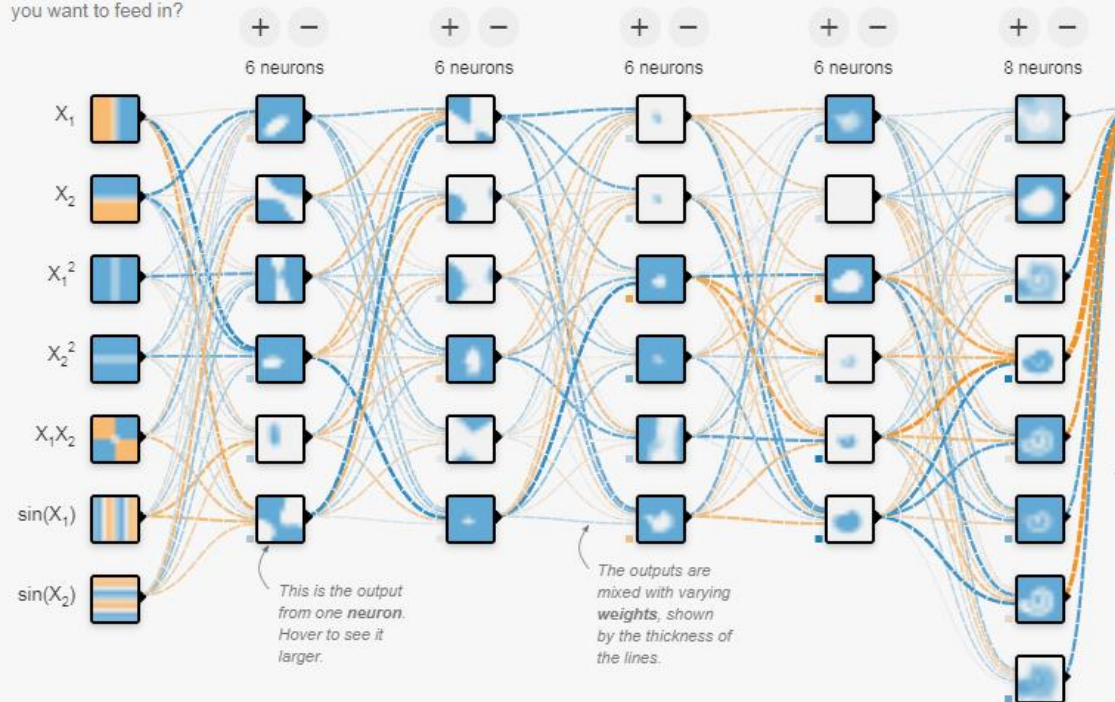 you want to feed in?
+ − + − + − + − + −
6 neurons 6 neurons 6 neurons 6 neurons 8 neurons
X₁
X₂
X₁²
X₂²
X₁X₂
sin(X₁)
sin(X₂)
This is the output
from one neuron.
Hover to see it
larger.
The outputs are
mixed with varying
weights, shown
by the thickness of
the lines.